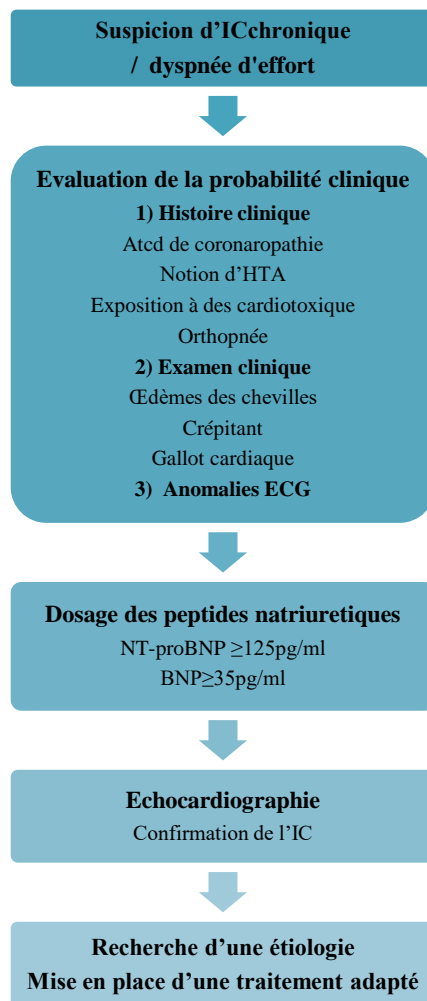 Suspicion d'ICchronique
/ dyspnée d'effort
Evaluation de la probabilité clinique
1) Histoire clinique
Atcd de coronaropathie
Notion d'HTA
Exposition à des cardiotoxique
Orthopnée
2) Examen clinique
Œdèmes des chevilles
Crépitant
Gallot cardiaque
3) Anomalies ECG
Dosage des peptides natriuretiques
NT-proBNP ≥125pg/ml
BNP≥35pg/ml
Echocardiographie
Confirmation de l'IC
Recherche d'une étiologie
Mise en place d'une traitement adapté